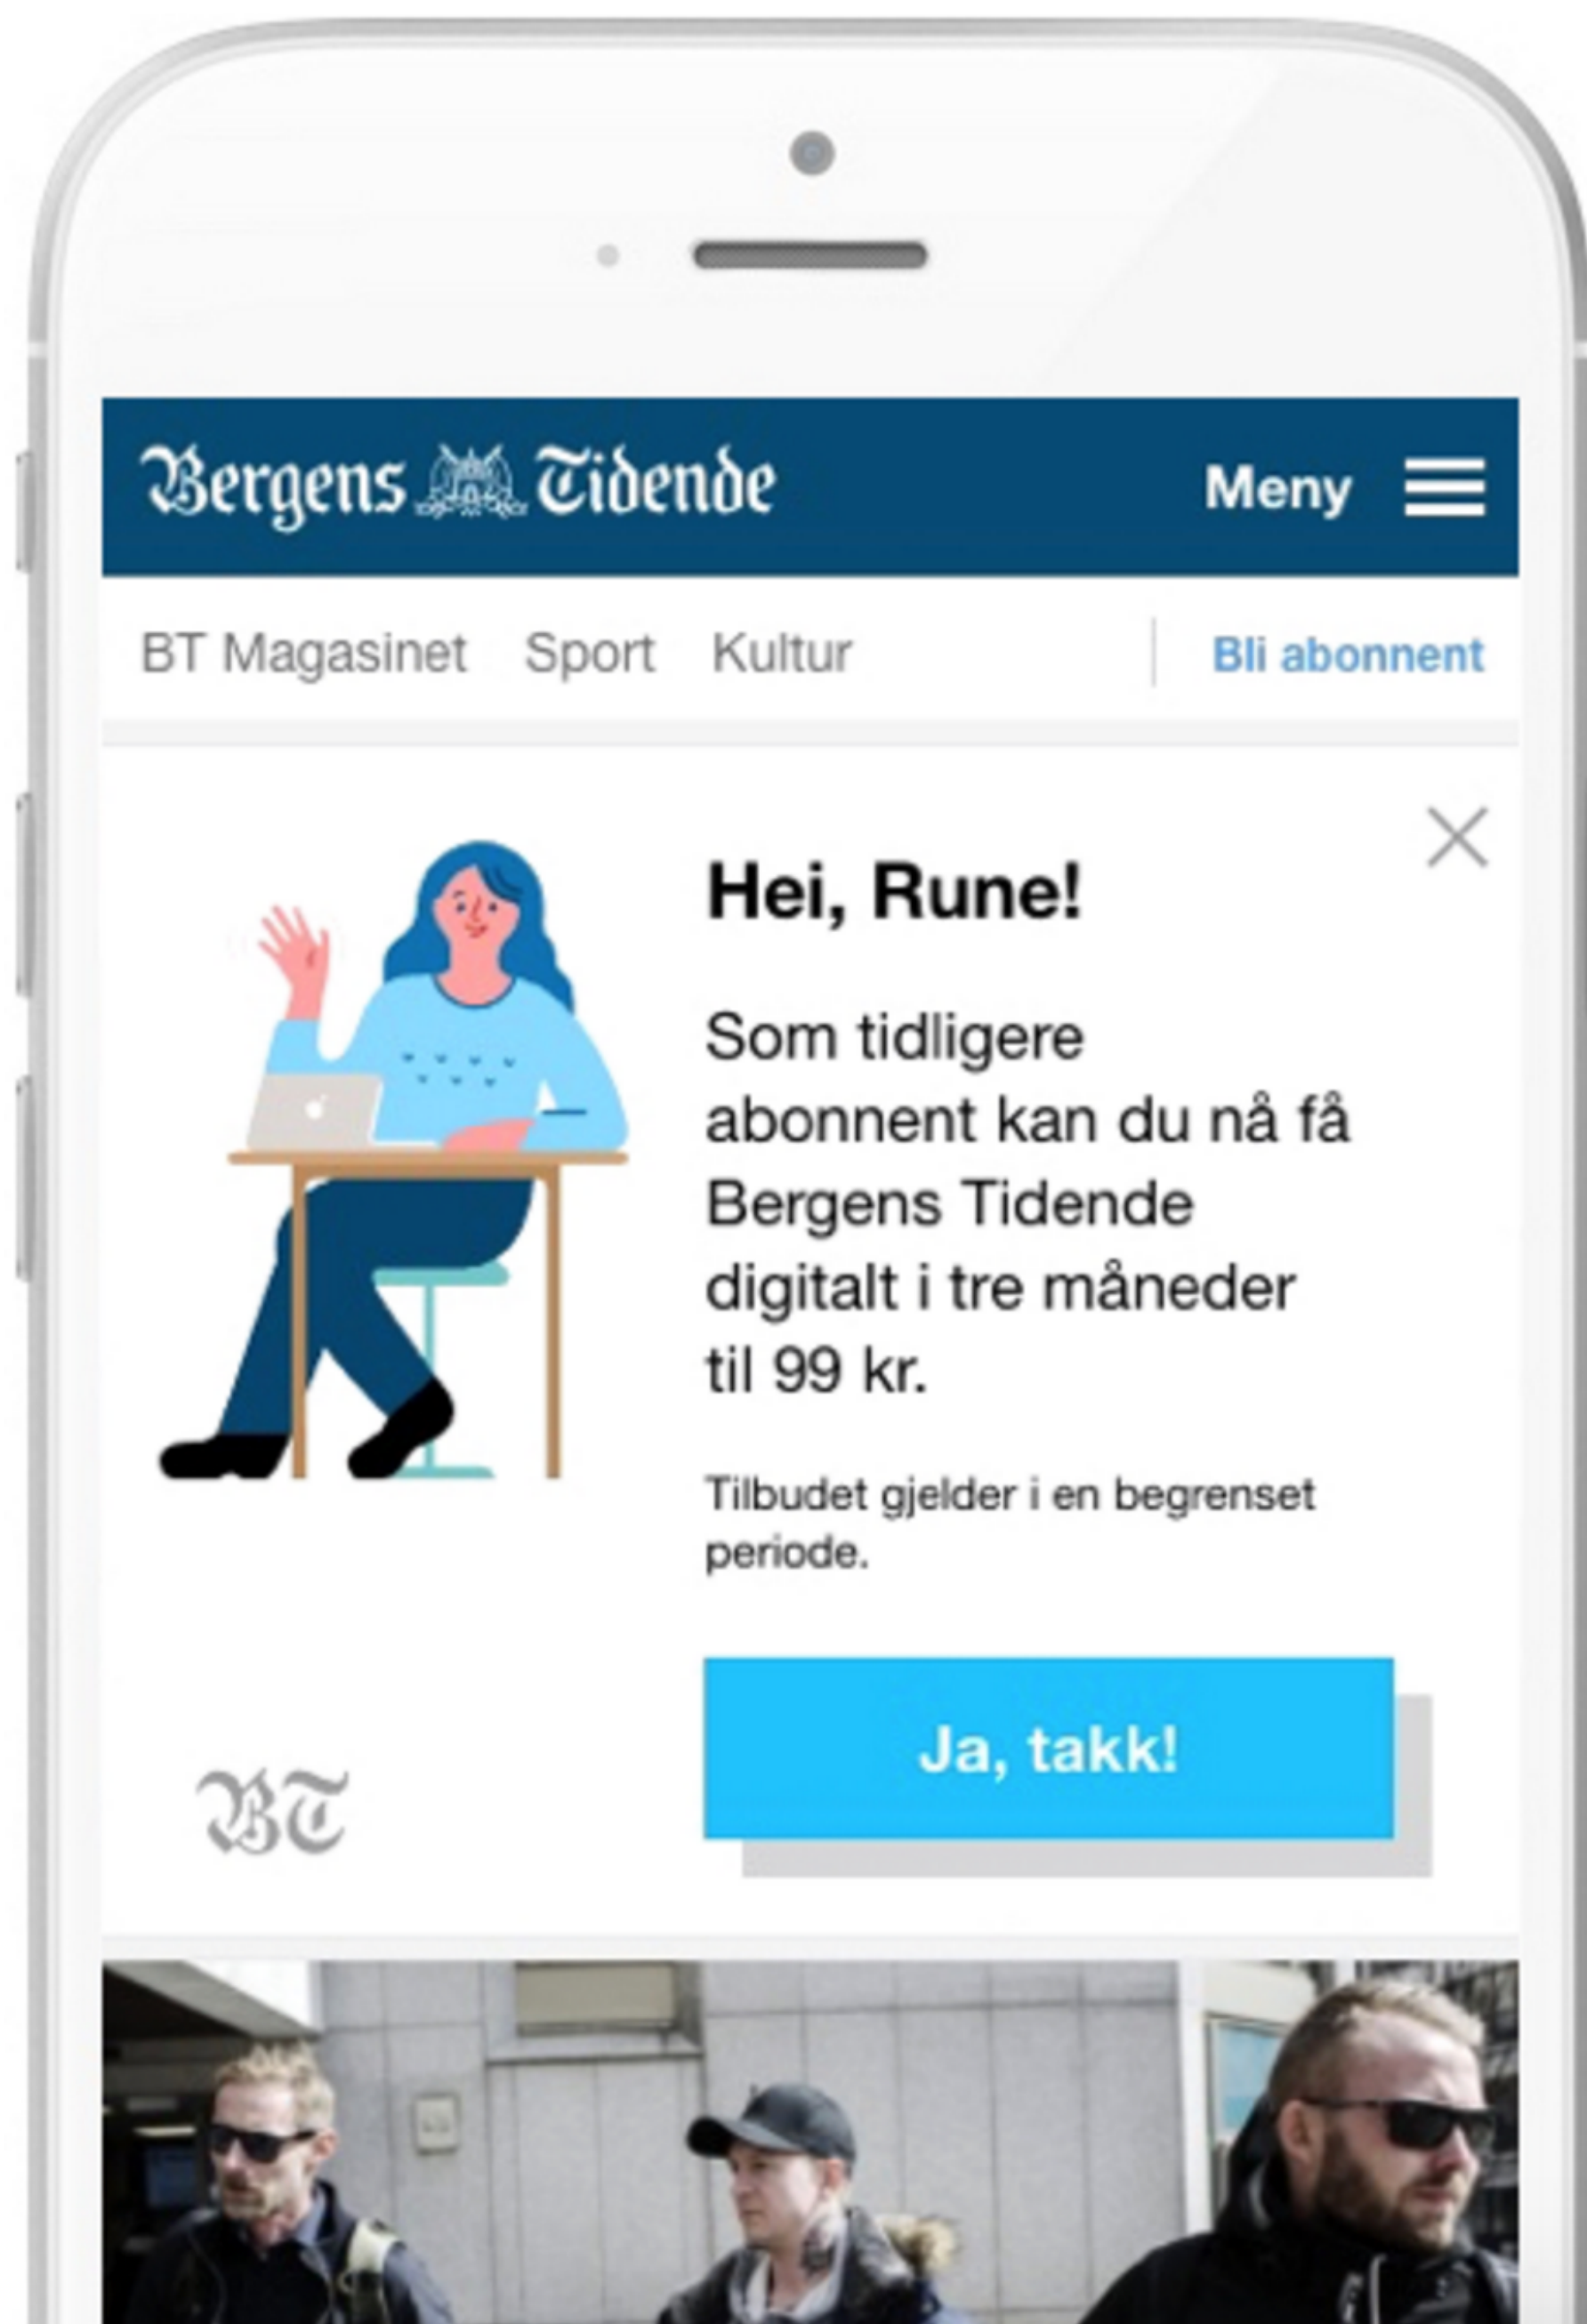 Bergens Tidende
Meny
BT Magasinet Sport Kultur Bli abonnent
Hei, Rune!
Som tidligere
abonnent kan du nå få
Bergens Tidende
digitalt i tre måneder
til 99 kr.
Tilbudet gjelder i en begrenset
periode.
Ja, takk!
BT